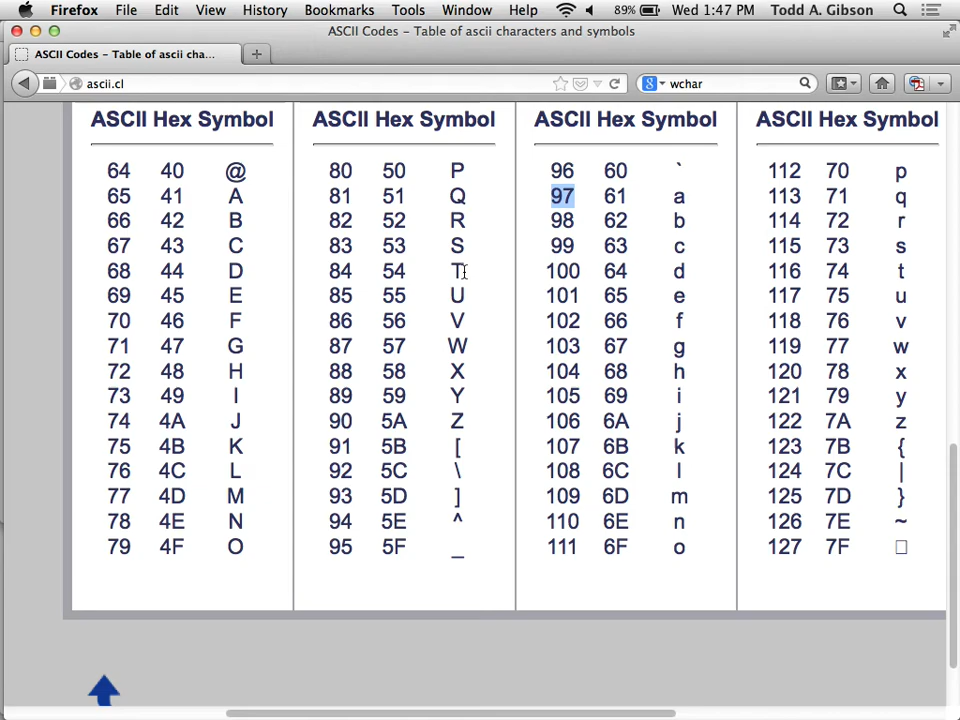 Firefox File Edit View History Bookmarks Tools Window Help 89% Wed 1:47 PM Todd A. Gibson
ASCII Codes - Table of ascii characters and symbols
ASCII Codes - Table of ascii cha... +
ascii.cl 8 wchar
ASCII Hex Symbol ASCII Hex Symbol ASCII Hex Symbol ASCII Hex Symbol
64 40 @ 80 50 P 96 60 ` 112 70 p
65 41 A 81 51 Q 97 61 a 113 71 q
66 42 B 82 52 R 98 62 b 114 72 r
67 43 C 83 53 S 99 63 c 115 73 s
68 44 D 84 54 T 100 64 d 116 74 t
69 45 E 85 55 U 101 65 e 117 75 u
70 46 F 86 56 V 102 66 f 118 76 v
71 47 G 87 57 W 103 67 g 119 77 w
72 48 H 88 58 X 104 68 h 120 78 x
73 49 I 89 59 Y 105 69 i 121 79 y
74 4A J 90 5A Z 106 6A j 122 7A z
75 4B K 91 5B [ 107 6B k 123 7B {
76 4C L 92 5C \ 108 6C l 124 7C |
77 4D M 93 5D ] 109 6D m 125 7D }
78 4E N 94 5E ^ 110 6E n 126 7E ~
79 4F O 95 5F _ 111 6F o 127 7F □